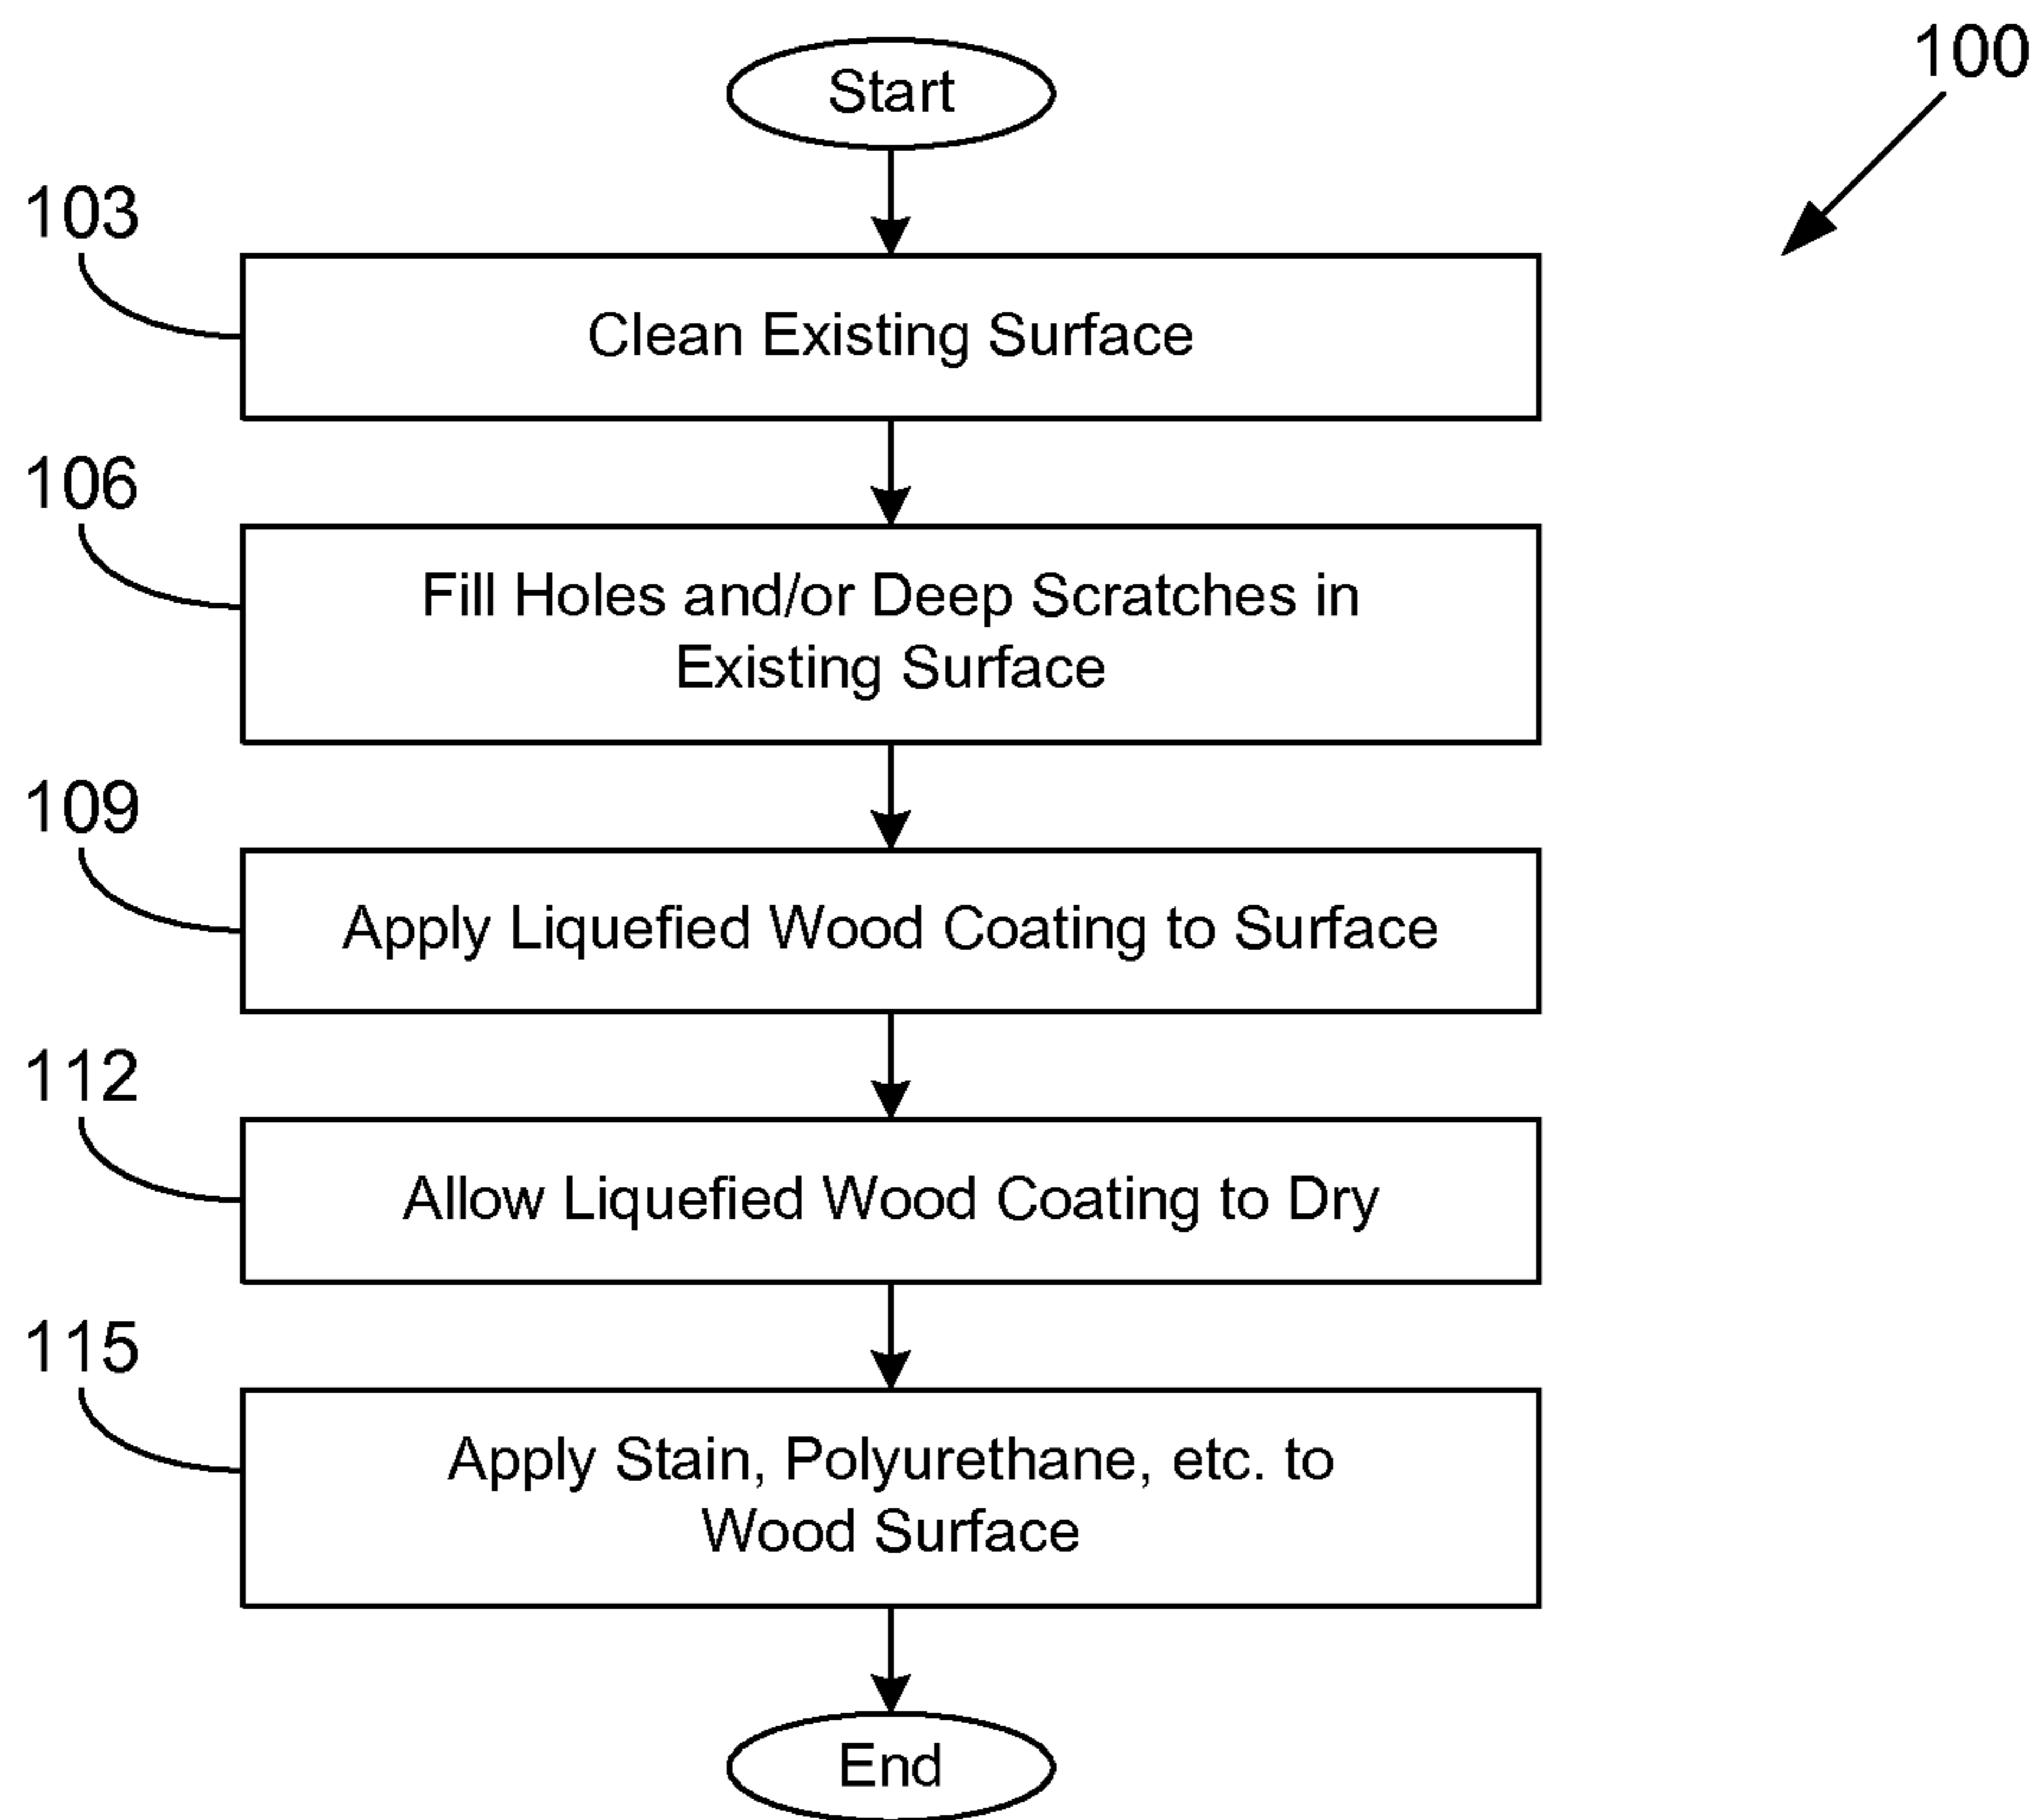 100
Start
103
Clean Existing Surface
106
Fill Holes and/or Deep Scratches in
Existing Surface
109
Apply Liquefied Wood Coating to Surface
112
Allow Liquefied Wood Coating to Dry
115
Apply Stain, Polyurethane, etc. to
Wood Surface
End